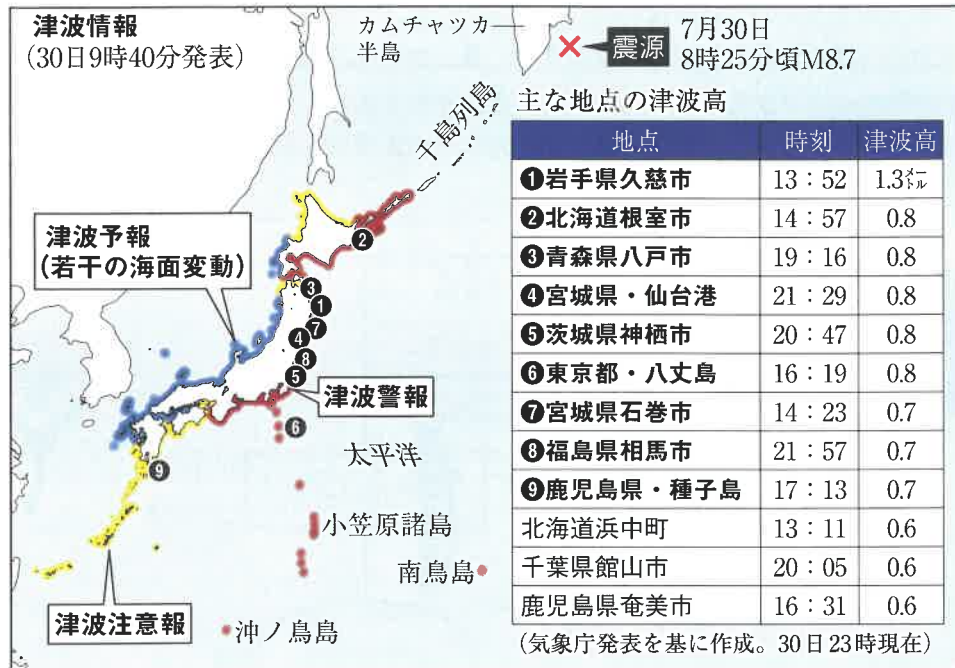 津波情報
(30日9時40分発表)
カムチャツカ
半島
震源
7月30日
8時25分頃M8.7
千島列島
津波予報
(若干の海面変動)
津波警報
太平洋
小笠原諸島
南鳥島
沖ノ鳥島
津波注意報
❷
❸
❶
❼
❹
❽
❺
❻
❾
主な地点の津波高
地点 時刻 津波高
❶岩手県久慈市 13:52 1.3メートル
❷北海道根室市 14:57 0.8
❸青森県八戸市 19:16 0.8
❹宮城県・仙台港 21:29 0.8
❺茨城県神栖市 20:47 0.8
❻東京都・八丈島 16:19 0.8
❼宮城県石巻市 14:23 0.7
❽福島県相馬市 21:57 0.7
❾鹿児島県・種子島 17:13 0.7
北海道浜中町 13:11 0.6
千葉県館山市 20:05 0.6
鹿児島県奄美市 16:31 0.6
(気象庁発表を基に作成。30日23時現在)